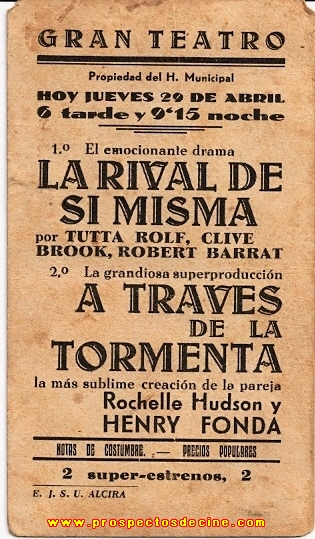 GRAN TEATRO
Propiedad del H. Municipal
HOY JUEVES 29 DE ABRIL
6 tarde y 9'15 noche
1.º El emocionante drama
LA RIVAL DE
SI MISMA
por TUTTA ROLF, CLIVE
BROOK, ROBERT BARRAT
2,º La grandiosa superproducción
A TRAVES
DE LA
TORMENTA
la más sublime creación de la pareja
Rochelle Hudson y
HENRY FONDA
HOTAS DE COSTUMBRE. — PRECIOS POPULARES
2 super-estrenos, 2
E. J. S. U. ALCIRA
www.prospectosdecine.com